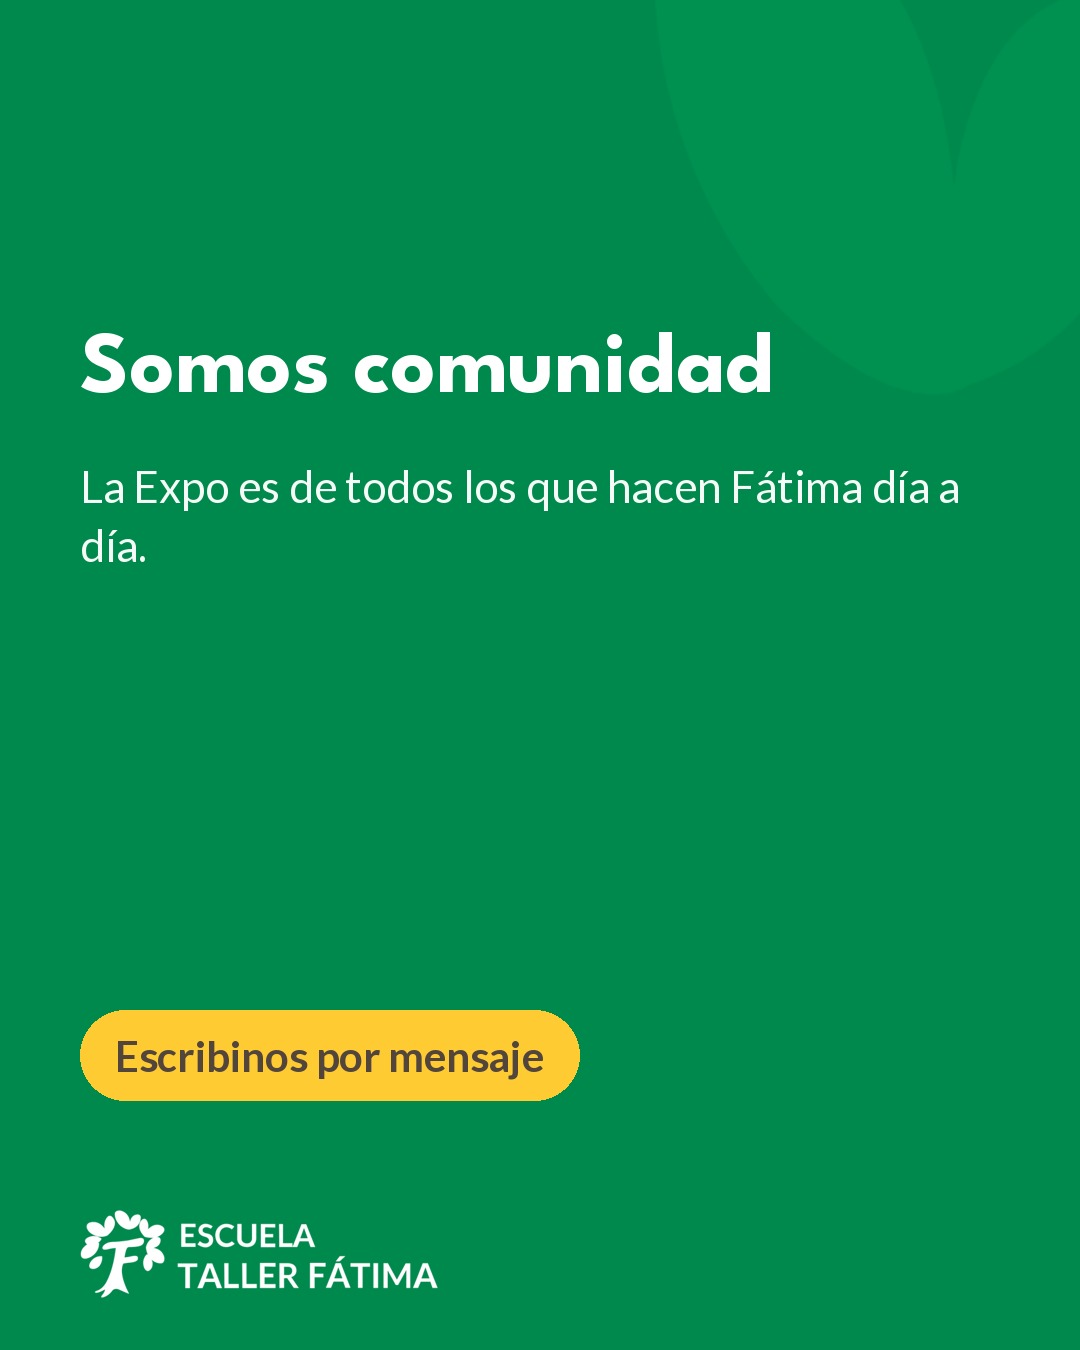 Somos comunidad
La Expo es de todos los que hacen Fátima día a
día.
Escribinos por mensaje
ESCUELA
TALLER FÁTIMA